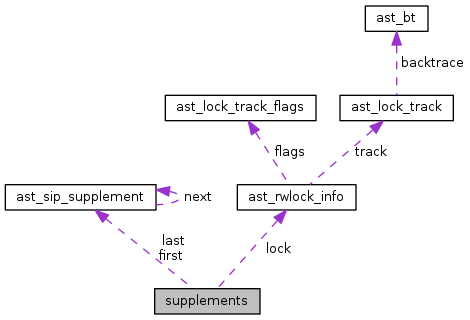 ast_bt
backtrace
ast_lock_track_flags
ast_lock_track
flags
track
ast_sip_supplement
next
ast_rwlock_info
last
first
lock
supplements